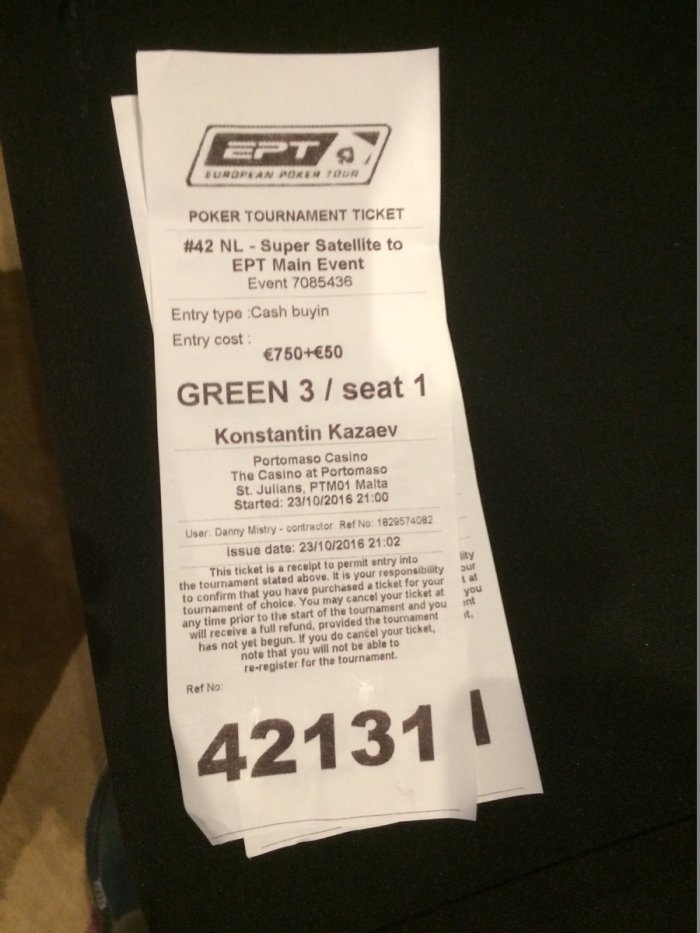 EPT
EUROPEAN POKER TOUR
POKER TOURNAMENT TICKET
#42 NL - Super Satellite to
EPT Main Event
Event 7085436
Entry type :Cash buyin
Entry cost :
€750+€50
GREEN 3 / seat 1
Konstantin Kazaev
Portomaso Casino
The Casino at Portomaso
St. Julians, PTM01 Malta
Started: 23/10/2016 21:00
User: Danny Mistry - contractor Ref No: 1829574082
Issue date: 23/10/2016 21:02
This ticket is a receipt to permit entry into
the tournament stated above. It is your responsibility
to confirm that you have purchased a ticket for your
tournament of choice. You may cancel your ticket at
any time prior to the start of the tournament and you
will receive a full refund, provided the tournament
has not yet begun. If you do cancel your ticket,
note that you will not be able to
re-register for the tournament.
Ref No:
42131